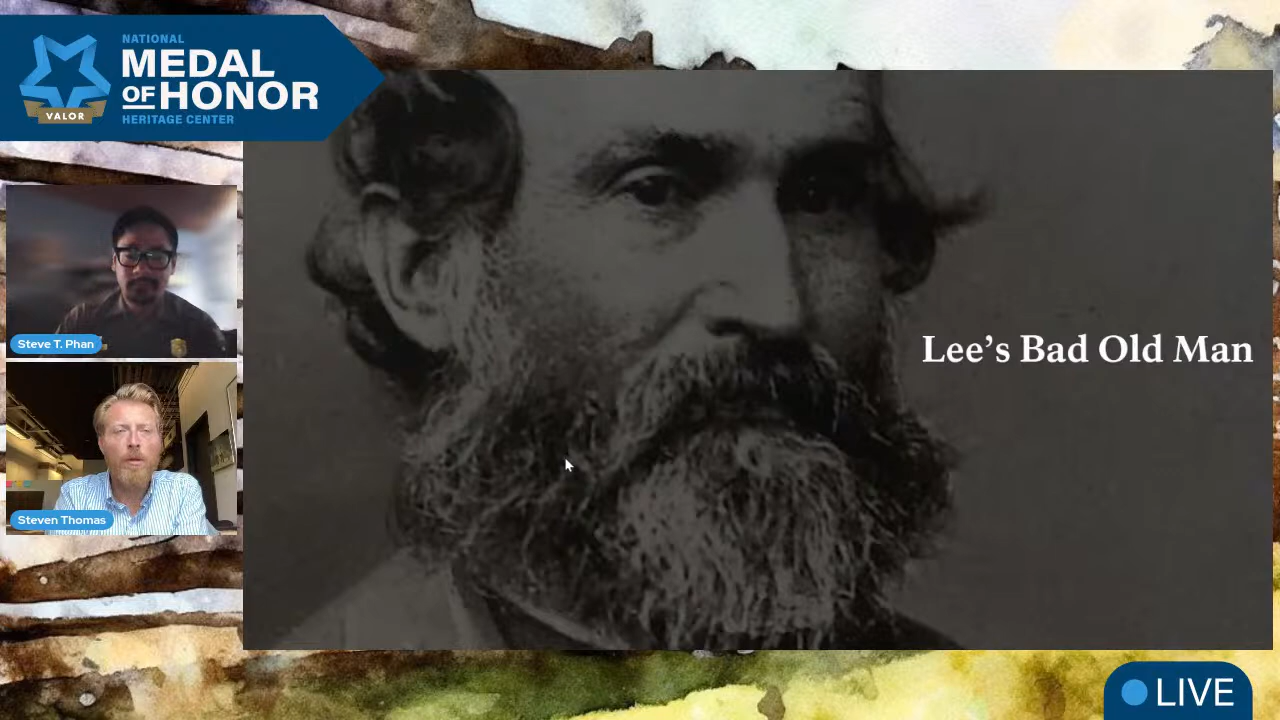 NATIONAL
MEDAL
OF HONOR
HERITAGE CENTER
VALOR
Steve T. Phan
Steven Thomas
Lee’s Bad Old Man
LIVE